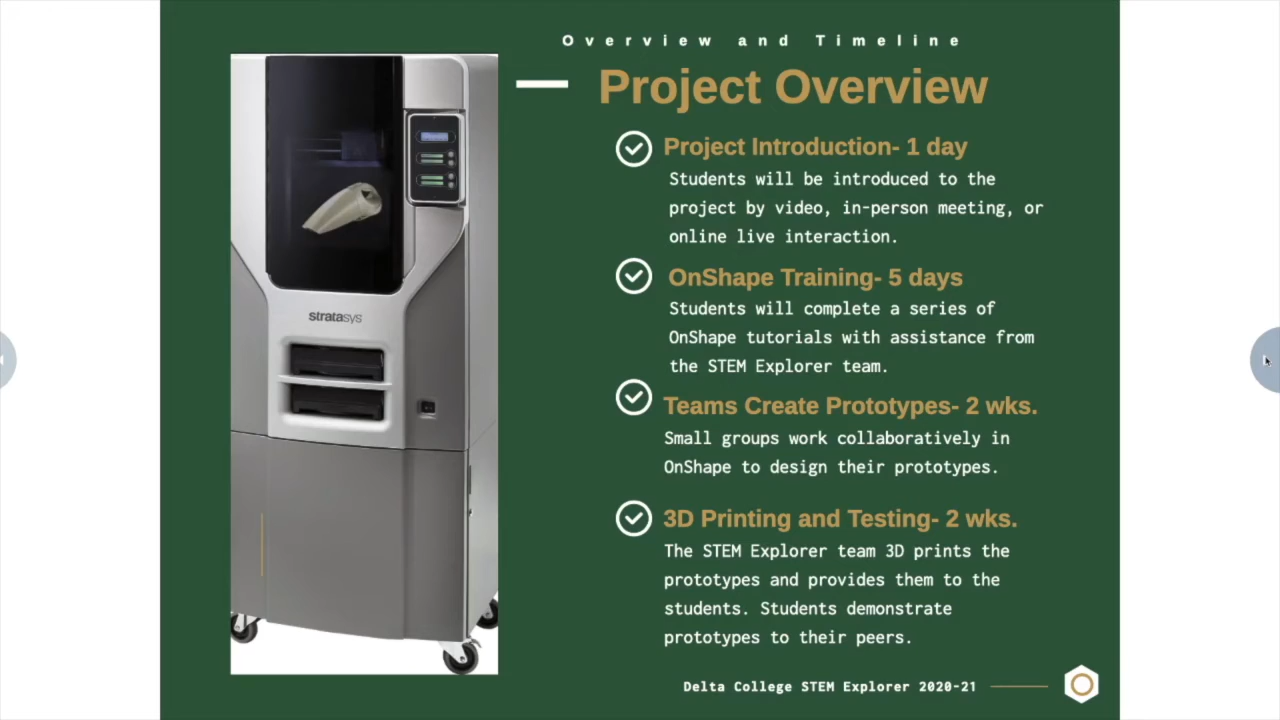 Overview and Timeline
Project Overview
Project Introduction- 1 day
Students will be introduced to the
project by video, in-person meeting, or
online live interaction.
OnShape Training- 5 days
Students will complete a series of
OnShape tutorials with assistance from
the STEM Explorer team.
Teams Create Prototypes- 2 wks.
Small groups work collaboratively in
OnShape to design their prototypes.
3D Printing and Testing- 2 wks.
The STEM Explorer team 3D prints the
prototypes and provides them to the
students. Students demonstrate
prototypes to their peers.
stratasys
Delta College STEM Explorer 2020-21